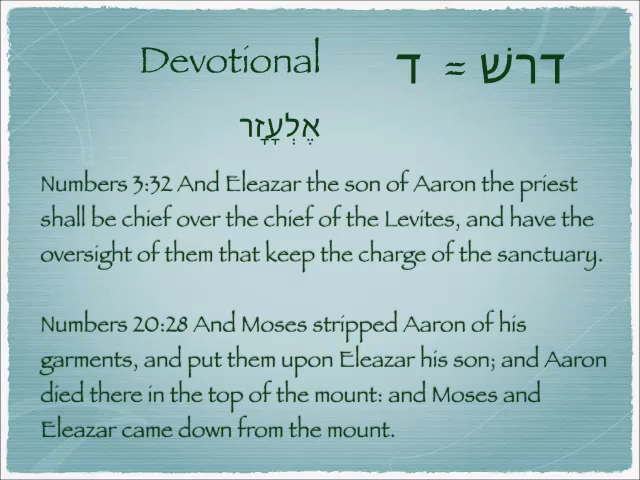 Devotional דרשׁ = ד
אֶלְעָזָר
Numbers 3:32 And Eleazar the son of Aaron the priest
shall be chief over the chief of the Levites, and have the
oversight of them that keep the charge of the sanctuary.
Numbers 20:28 And Moses stripped Aaron of his
garments, and put them upon Eleazar his son; and Aaron
died there in the top of the mount: and Moses and
Eleazar came down from the mount.